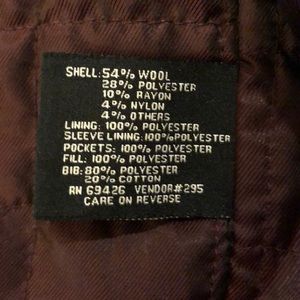 SHELL: 54% WOOL
28% POLYESTER
10% RAYON
4% NYLON
4% OTHERS
LINING: 100% POLYESTER
SLEEVE LINING: 100% POLYESTER
POCKETS: 100% POLYESTER
FILL: 100% POLYESTER
BIB: 80% POLYESTER
20% COTTON
RN 69426 VENDOR#295
CARE ON REVERSE